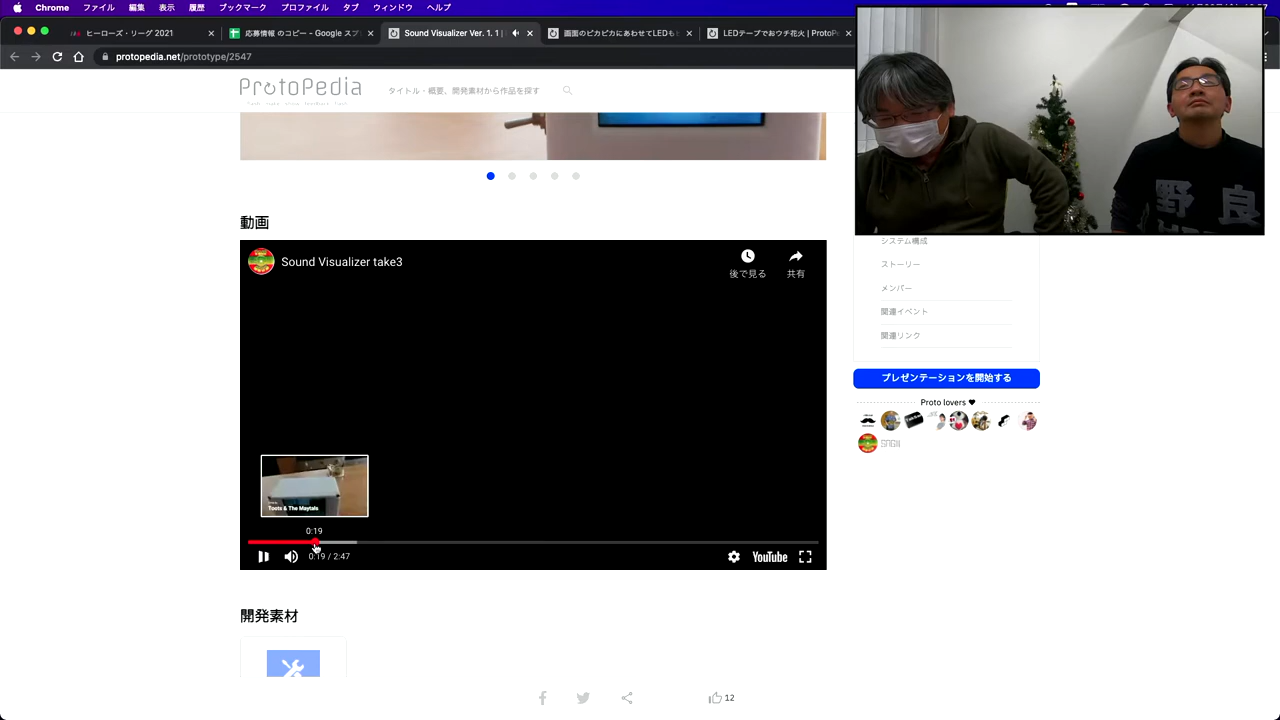 Chrome ファイル 編集 表示 履歴 ブックマーク プロファイル タブ ウインドウ ヘルプ
ヒーローズ・リーグ 2021
応募情報 のコピー - Google スプ
Sound Visualizer Ver. 1. 1 |
画面のピカピカにあわせてLEDも
LEDテープでおウチ花火 | ProtoPe
protopedia.net/prototype/2547
ProtoPedia
タイトル・概要、開発素材から作品を探す
野良
動画
システム構成
Sound Visualizer take3
後で見る
共有
ストーリー
メンバー
関連イベント
関連リンク
プレゼンテーションを開始する
Proto lovers ♥
Toots & The Maytals
0:19
0:19 / 2:47
YouTube
開発素材
12